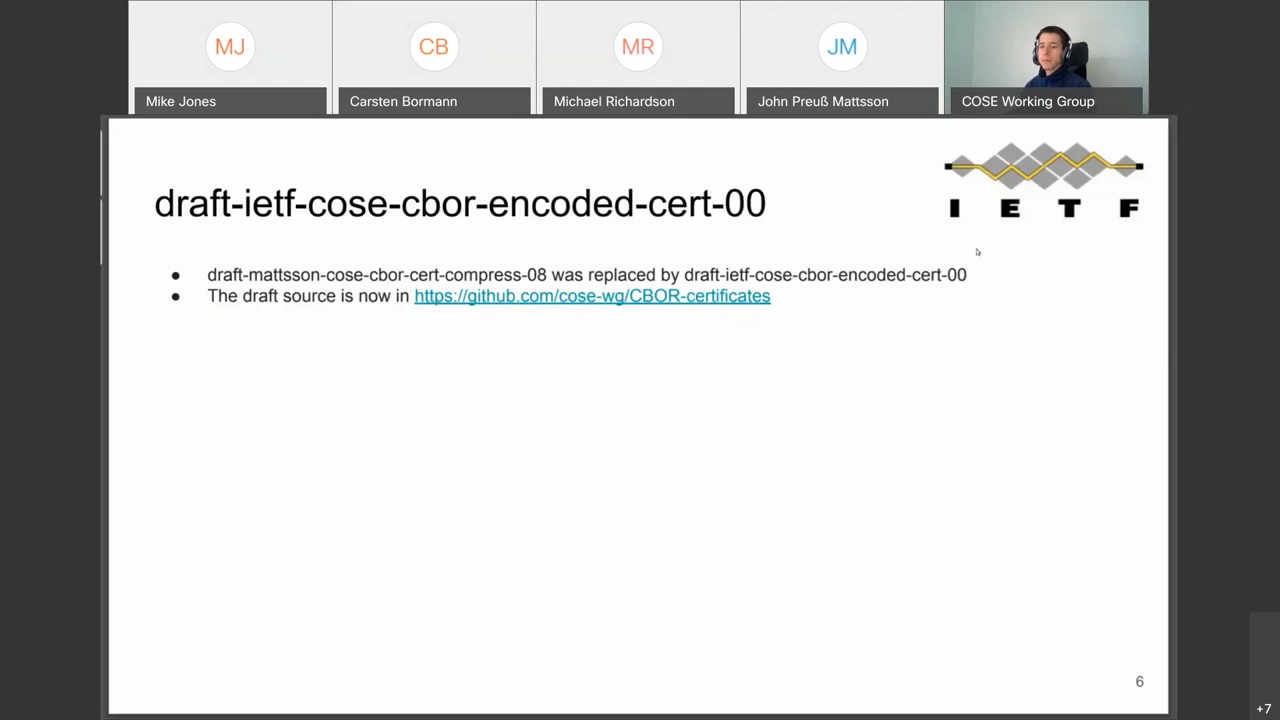 MJ
CB
MR
JM
Mike Jones
Carsten Bormann
Michael Richardson
John Preuß Mattsson
COSE Working Group
I E T F
draft-ietf-cose-cbor-encoded-cert-00
● draft-mattsson-cose-cbor-cert-compress-08 was replaced by draft-ietf-cose-cbor-encoded-cert-00
● The draft source is now in https://github.com/cose-wg/CBOR-certificates
6
+7